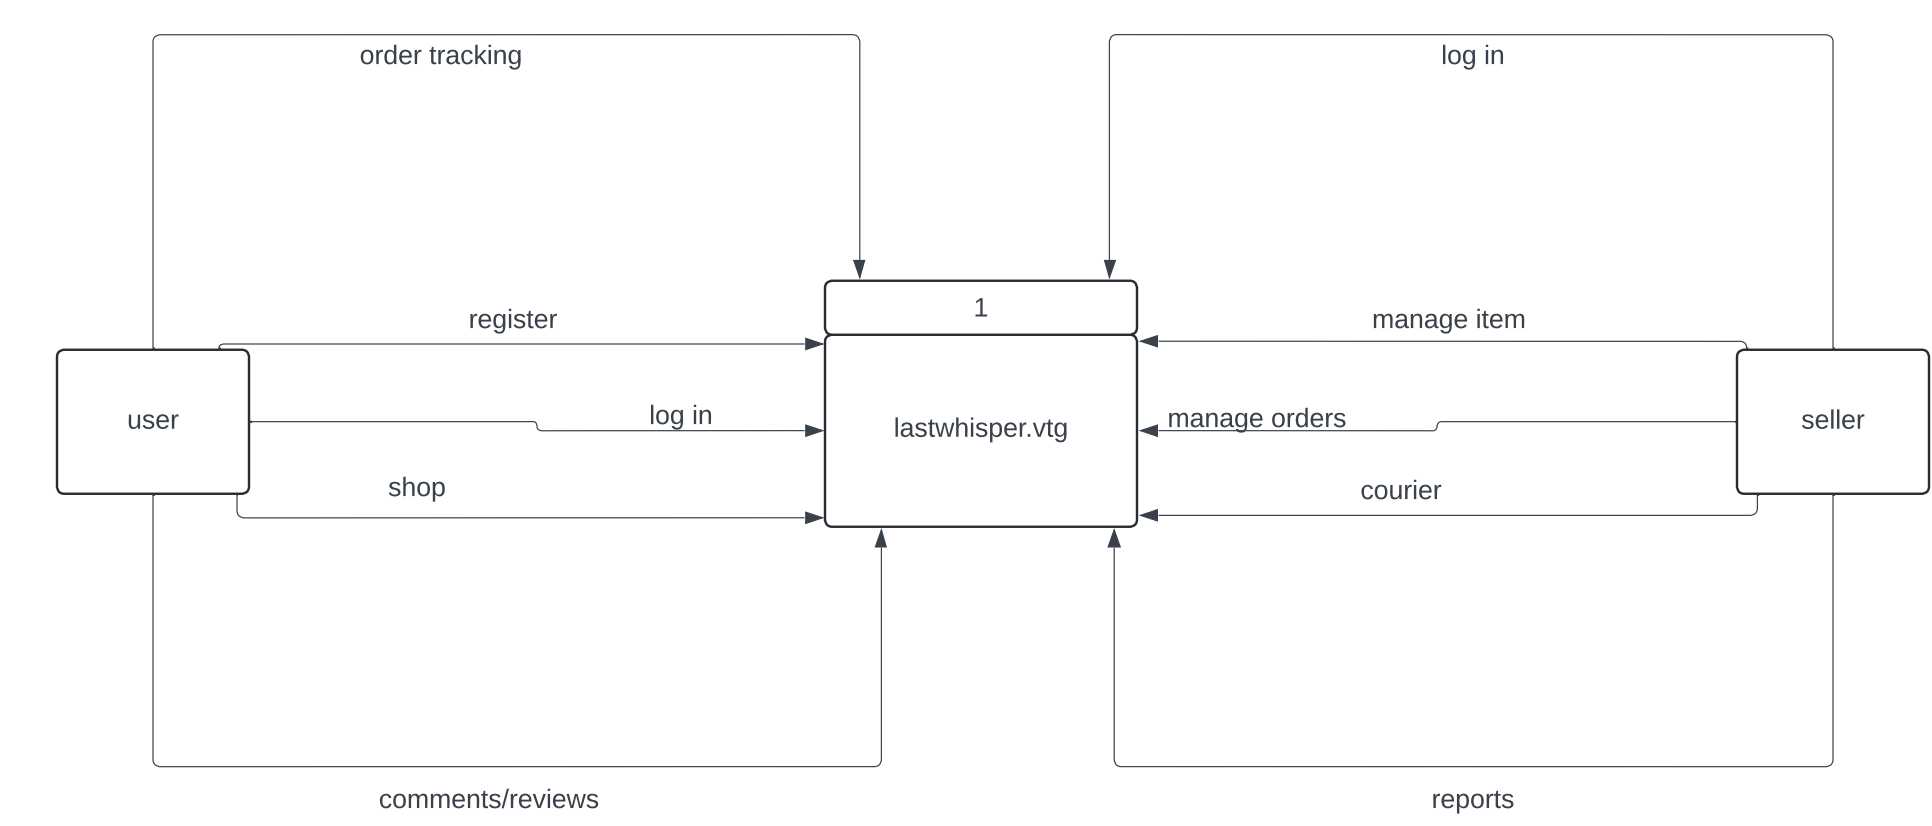 order tracking
log in
1
register
manage item
user
log in
lastwhisper.vtg
manage orders
seller
shop
courier
comments/reviews
reports